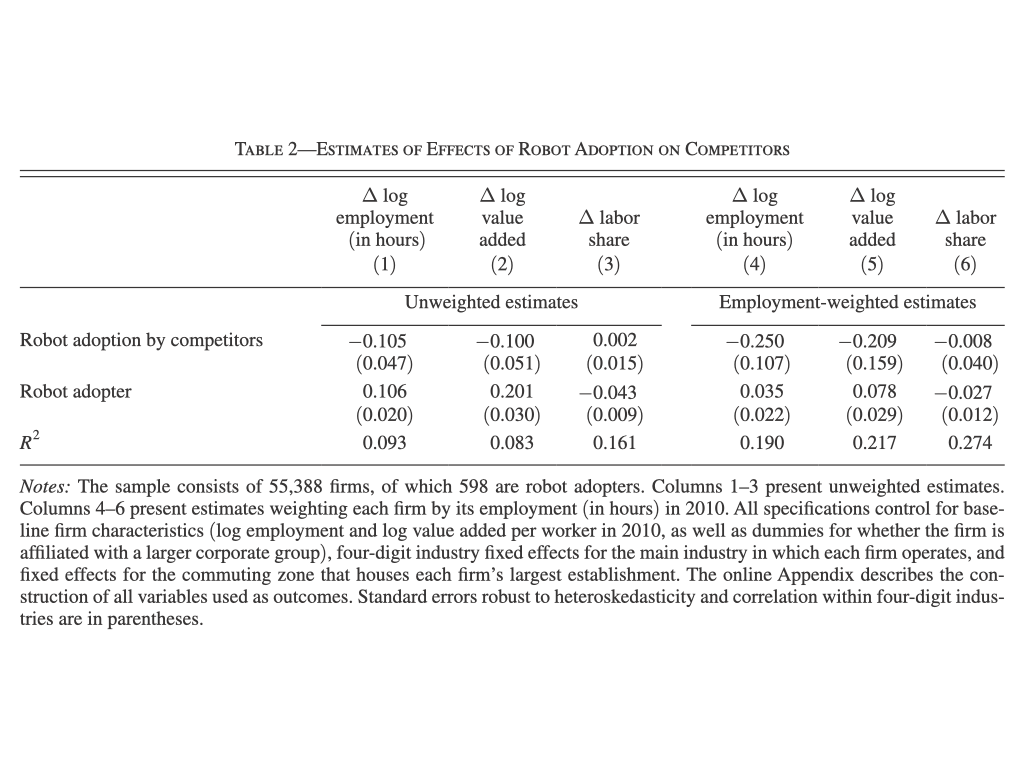 TABLE 2—ESTIMATES OF EFFECTS OF ROBOT ADOPTION ON COMPETITORS
Δ log employment (in hours) (1) Δ log value added (2) Δ labor share (3) Δ log employment (in hours) (4) Δ log value added (5) Δ labor share (6)
Unweighted estimates Employment-weighted estimates
Robot adoption by competitors −0.105 −0.100 0.002 −0.250 −0.209 −0.008
(0.047) (0.051) (0.015) (0.107) (0.159) (0.040)
Robot adopter 0.106 0.201 −0.043 0.035 0.078 −0.027
(0.020) (0.030) (0.009) (0.022) (0.029) (0.012)
R² 0.093 0.083 0.161 0.190 0.217 0.274
Notes: The sample consists of 55,388 firms, of which 598 are robot adopters. Columns 1–3 present unweighted estimates.
Columns 4–6 present estimates weighting each firm by its employment (in hours) in 2010. All specifications control for base-
line firm characteristics (log employment and log value added per worker in 2010, as well as dummies for whether the firm is
affiliated with a larger corporate group), four-digit industry fixed effects for the main industry in which each firm operates, and
fixed effects for the commuting zone that houses each firm's largest establishment. The online Appendix describes the con-
struction of all variables used as outcomes. Standard errors robust to heteroskedasticity and correlation within four-digit indus-
tries are in parentheses.